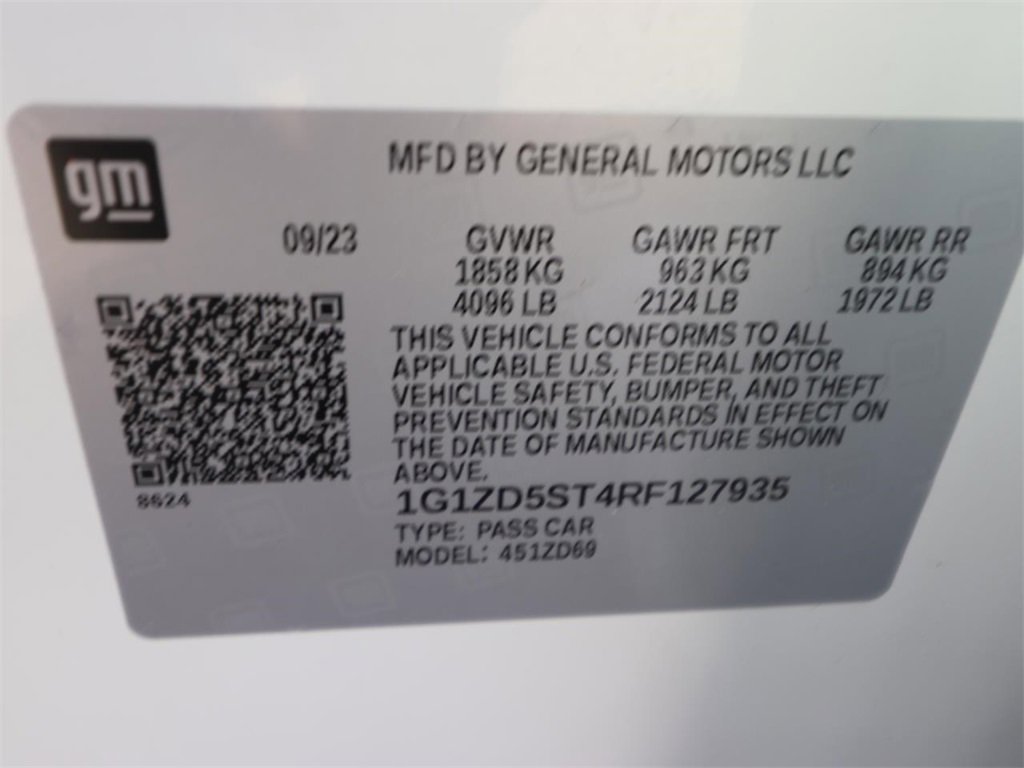 gm
MFD BY GENERAL MOTORS LLC
09/23 GVWR GAWR FRT GAWR RR
1858 KG 963 KG 894 KG
4096 LB 2124 LB 1972 LB
THIS VEHICLE CONFORMS TO ALL
APPLICABLE U.S. FEDERAL MOTOR
VEHICLE SAFETY, BUMPER, AND THEFT
PREVENTION STANDARDS IN EFFECT ON
THE DATE OF MANUFACTURE SHOWN
ABOVE.
8624
1G1ZD5ST4RF127935
TYPE: PASS CAR
MODEL: 451ZD69